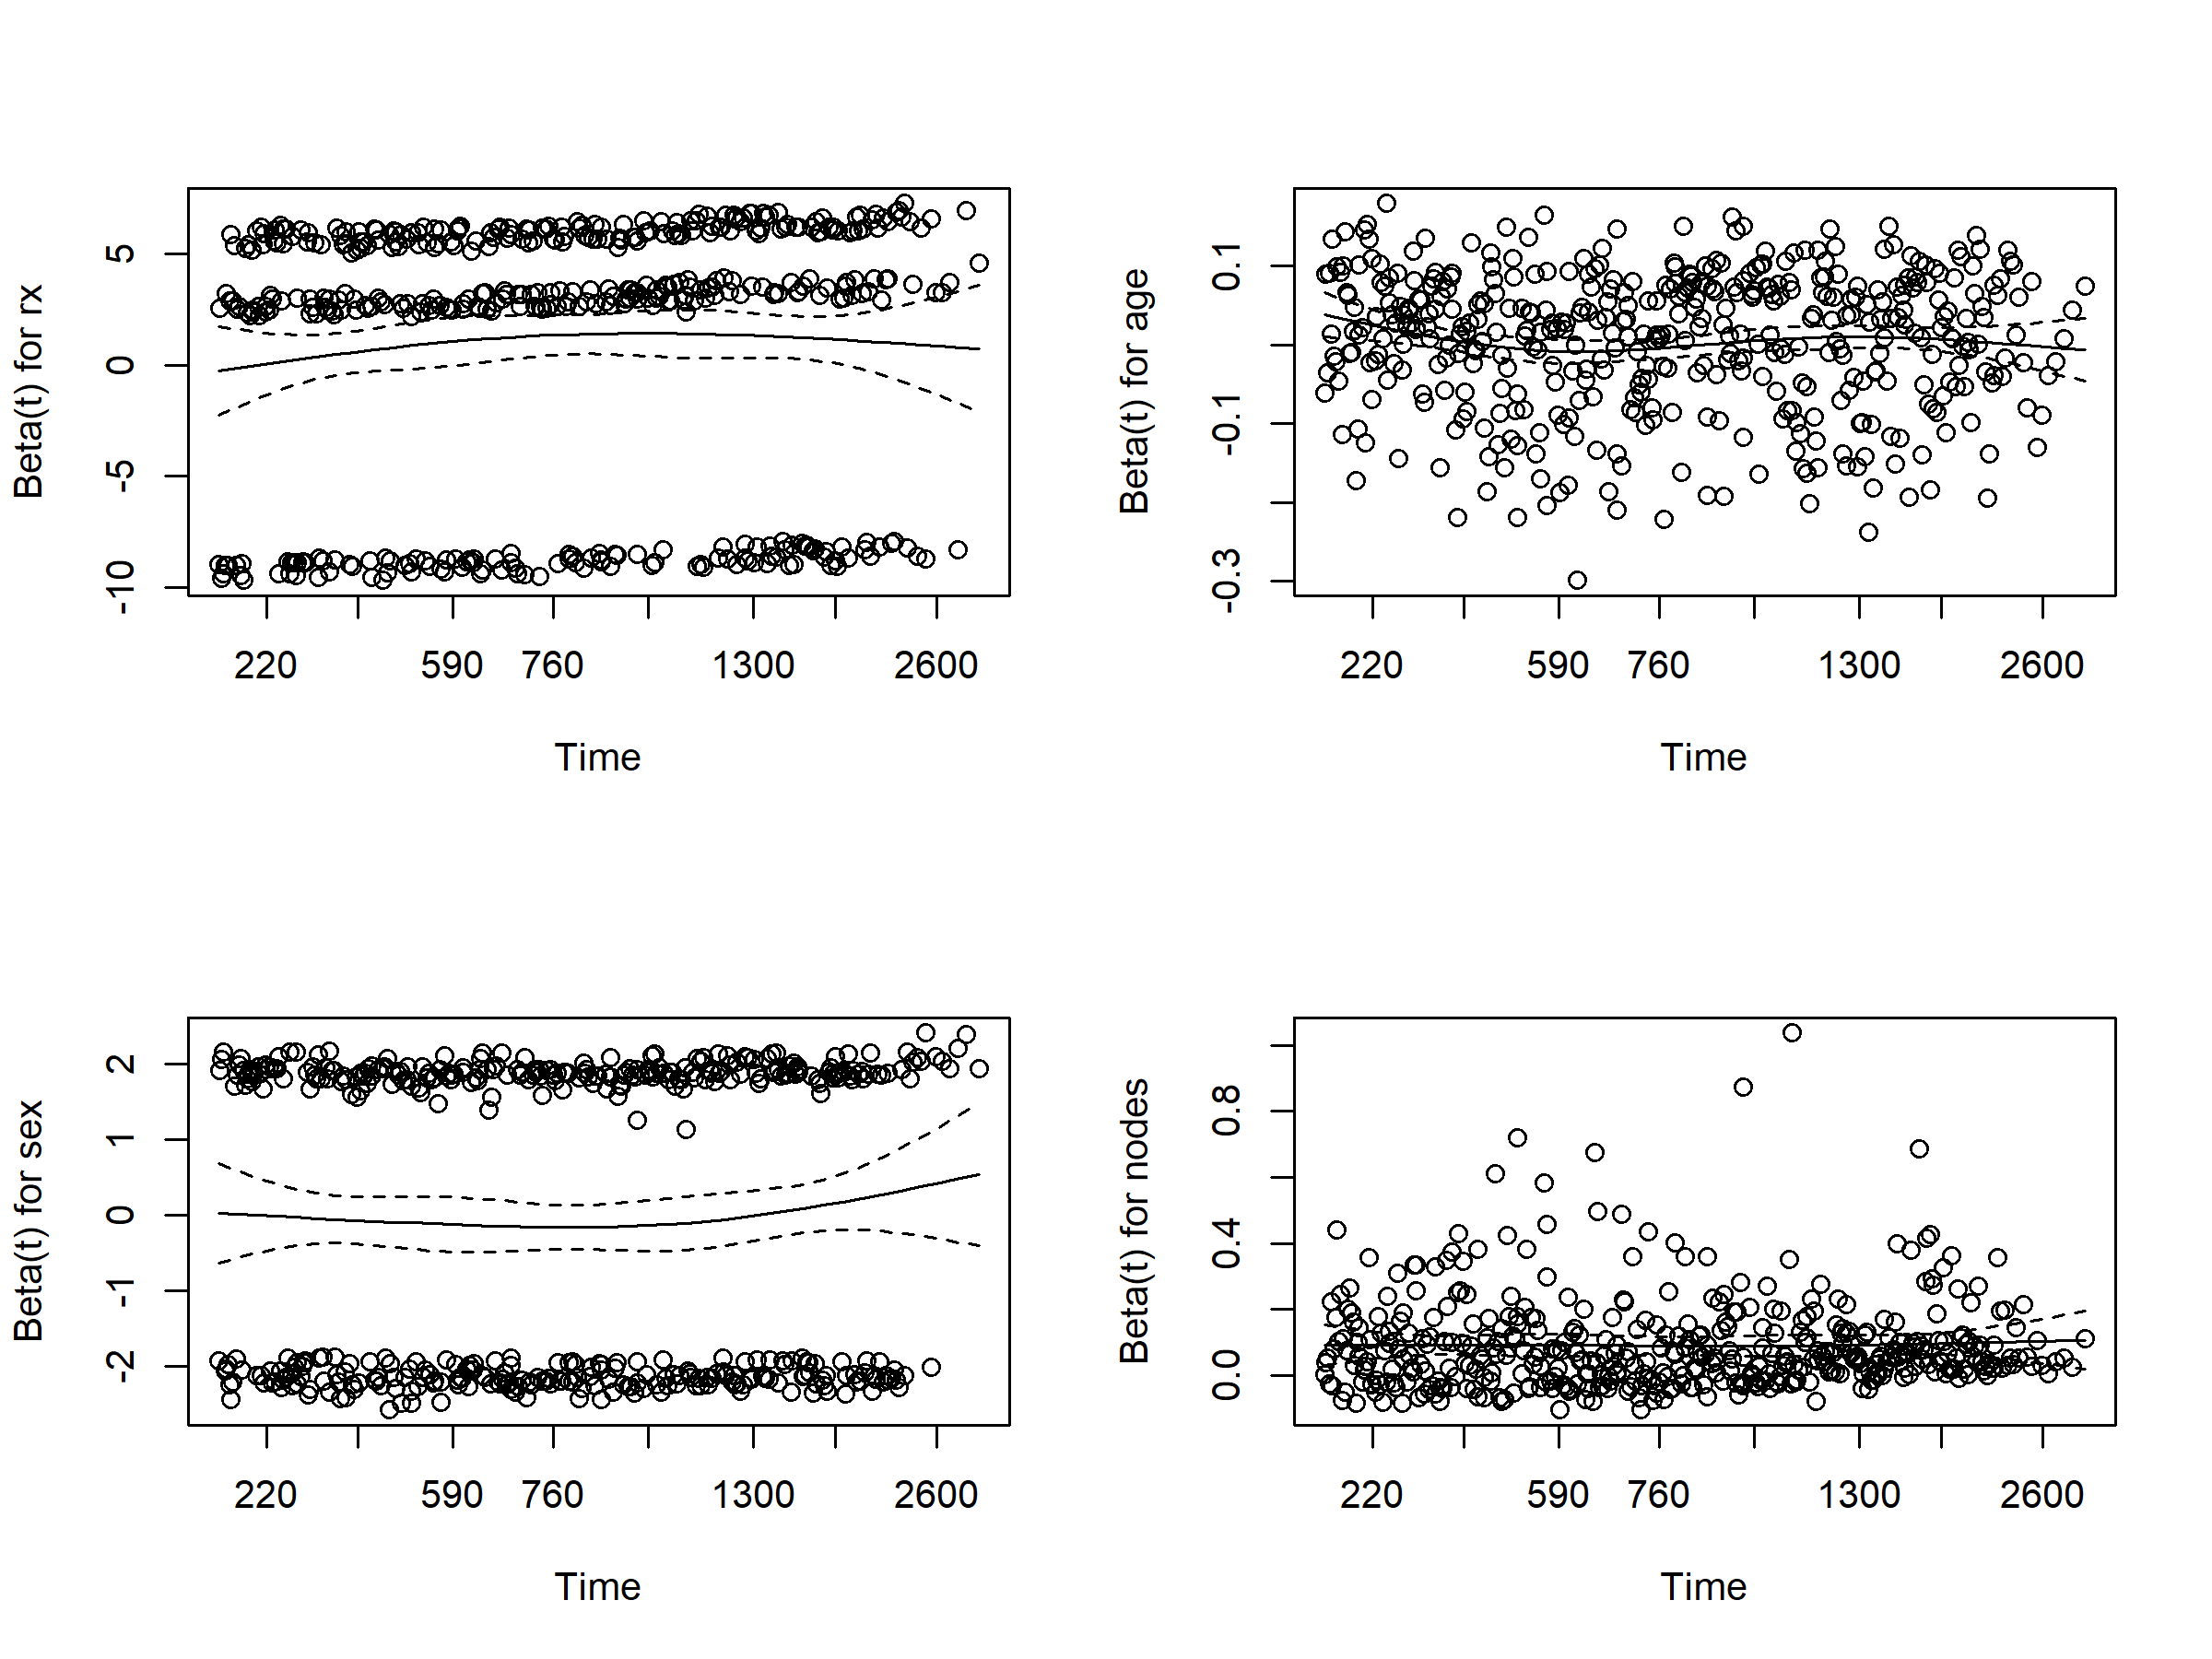 Beta(t) for rx
5
0
-5
-10
220 590 760 1300 2600
Time
Beta(t) for age
0.1
-0.1
-0.3
220 590 760 1300 2600
Time
Beta(t) for sex
2
1
0
-1
-2
220 590 760 1300 2600
Time
Beta(t) for nodes
0.8
0.4
0.0
220 590 760 1300 2600
Time